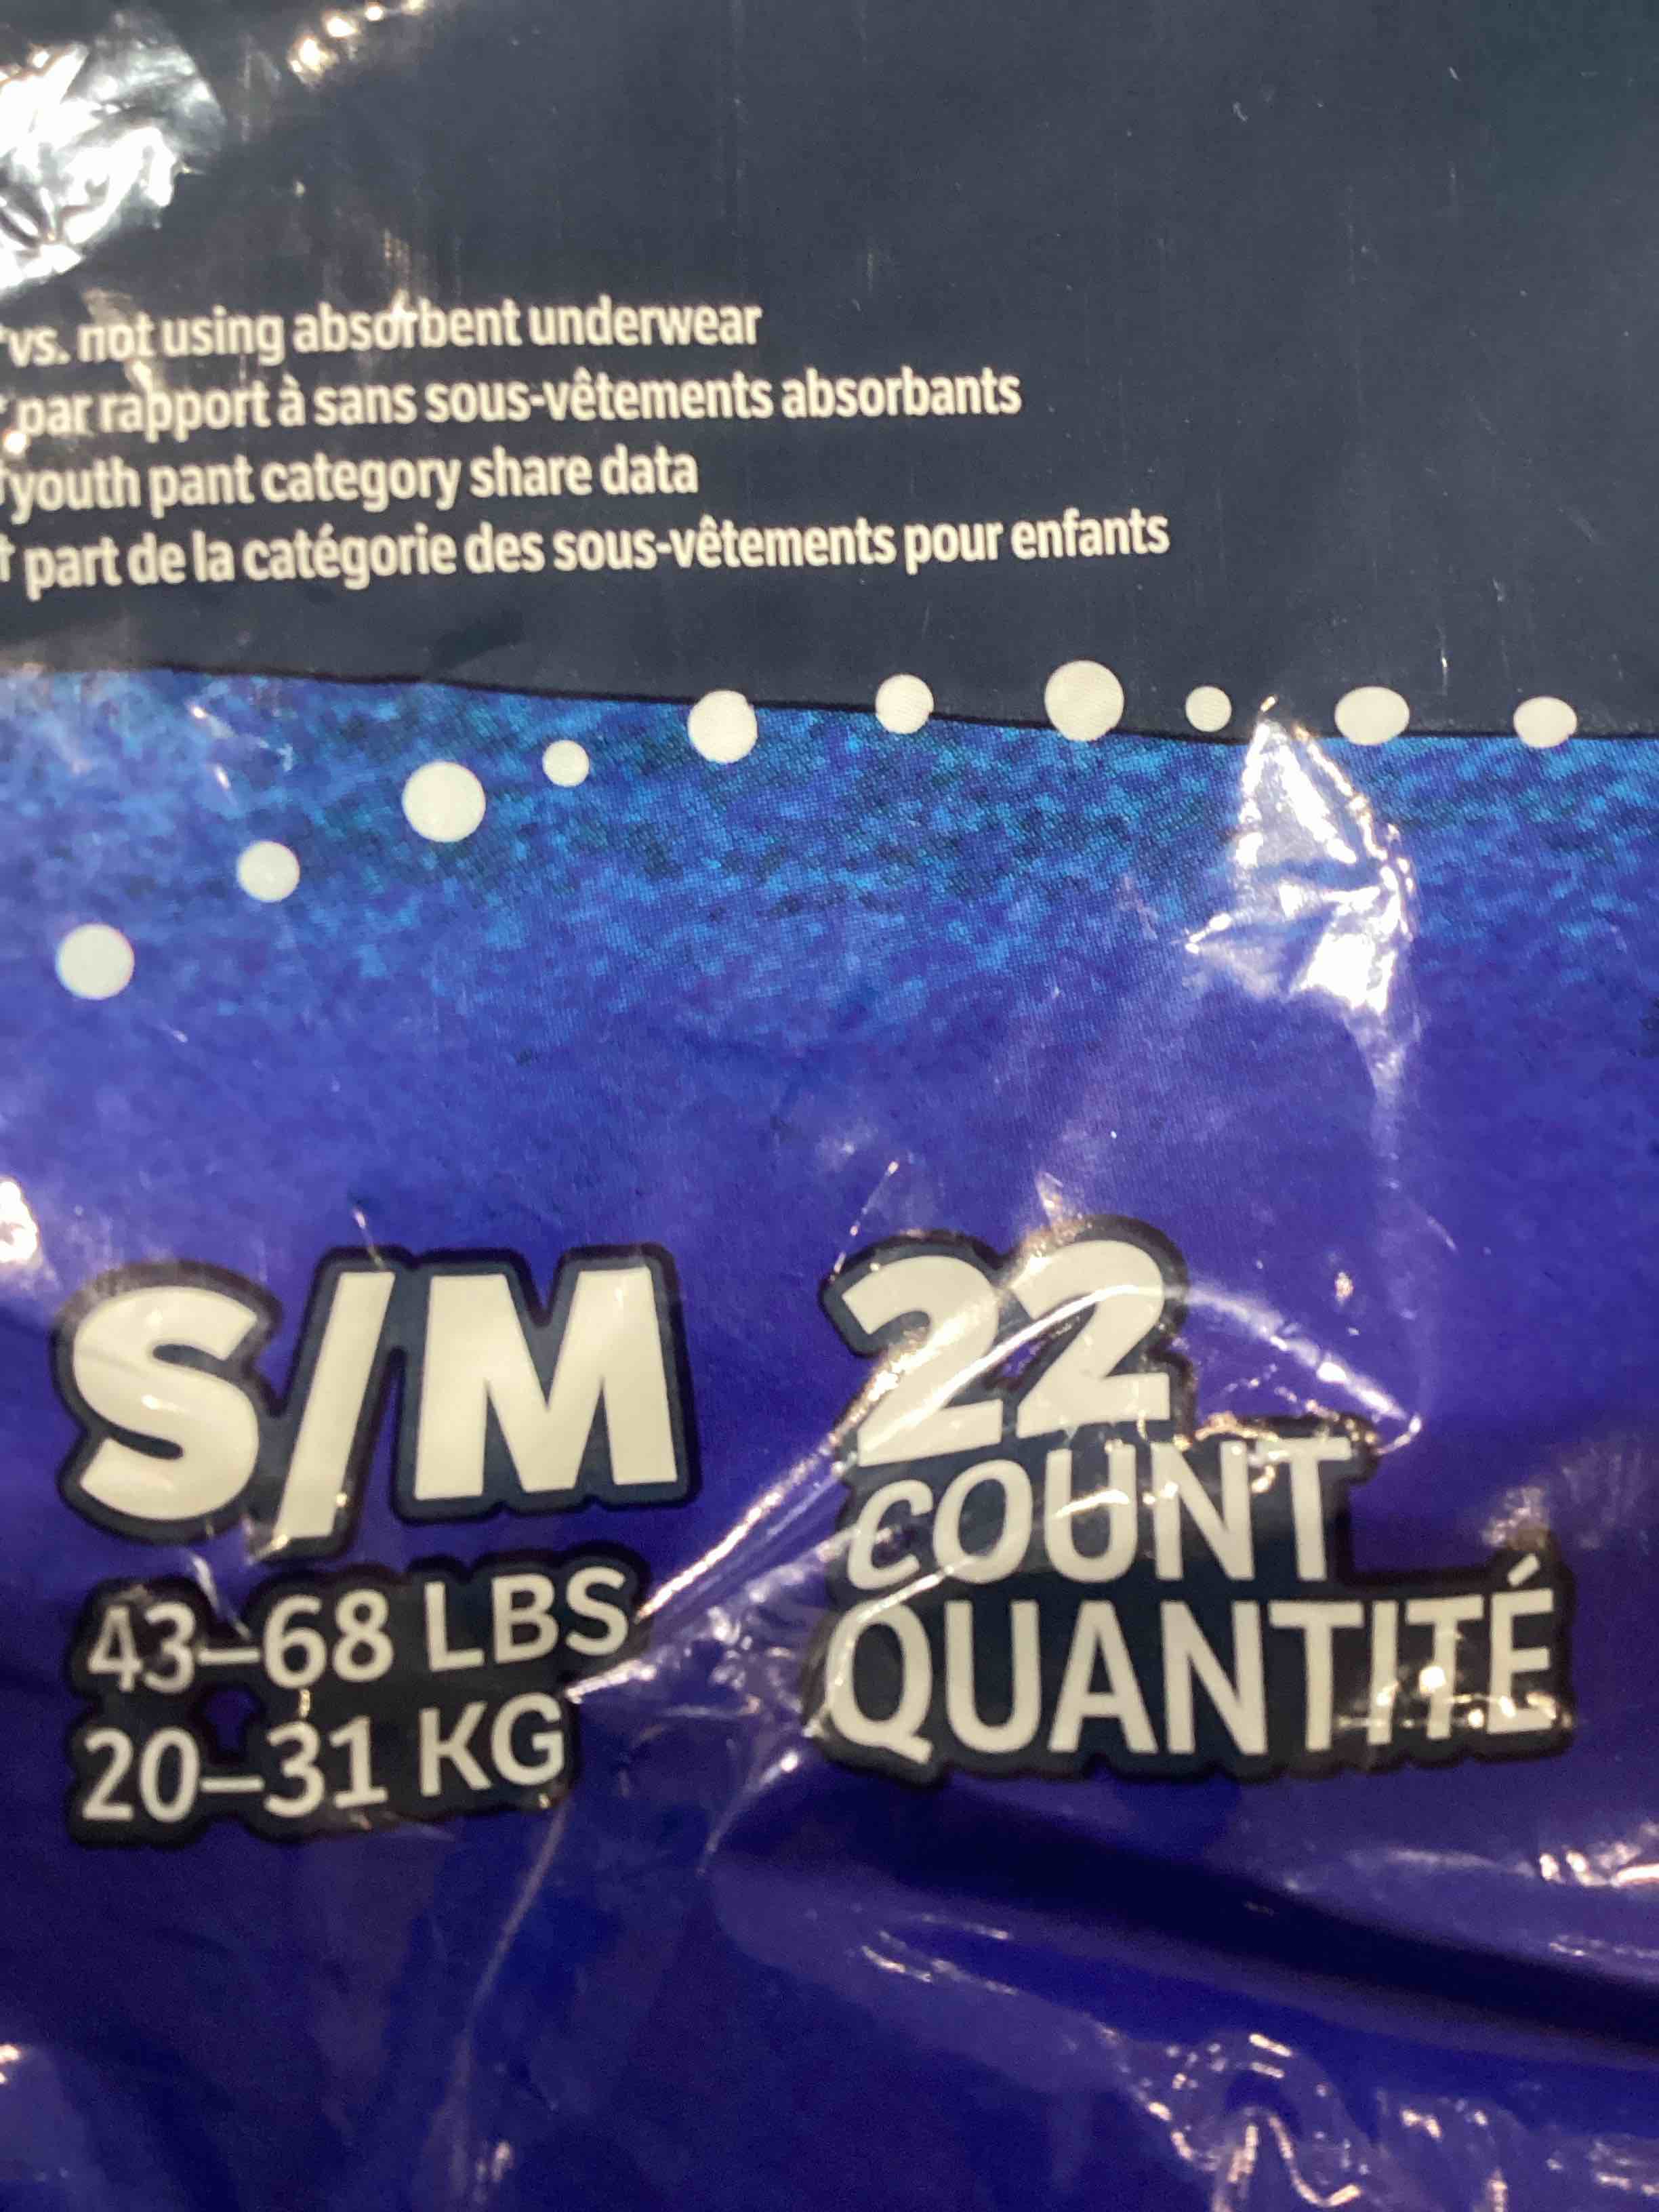 *vs. not using absorbent underwear
* par rapport à sans sous-vêtements absorbants
†youth pant category share data
† part de la catégorie des sous-vêtements pour enfants
S/M
43–68 LBS
20–31 KG
22
COUNT
QUANTITÉ